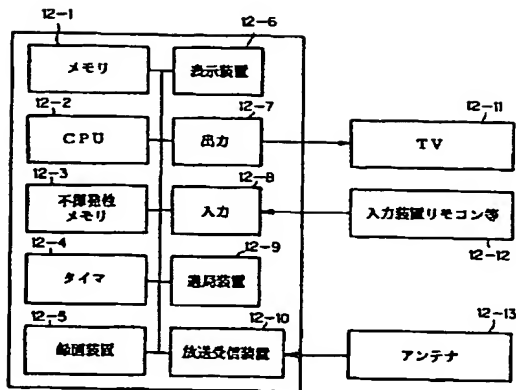 12-1
メモリ
12-6
表示装置
12-2
CPU
12-7
出力
12-11
TV
12-3
不揮発性
メモリ
12-8
入力
入力装置リモコン等
12-12
12-4
タイマ
12-9
選局装置
12-5
録画装置
12-10
放送受信装置
12-13
アンテナ